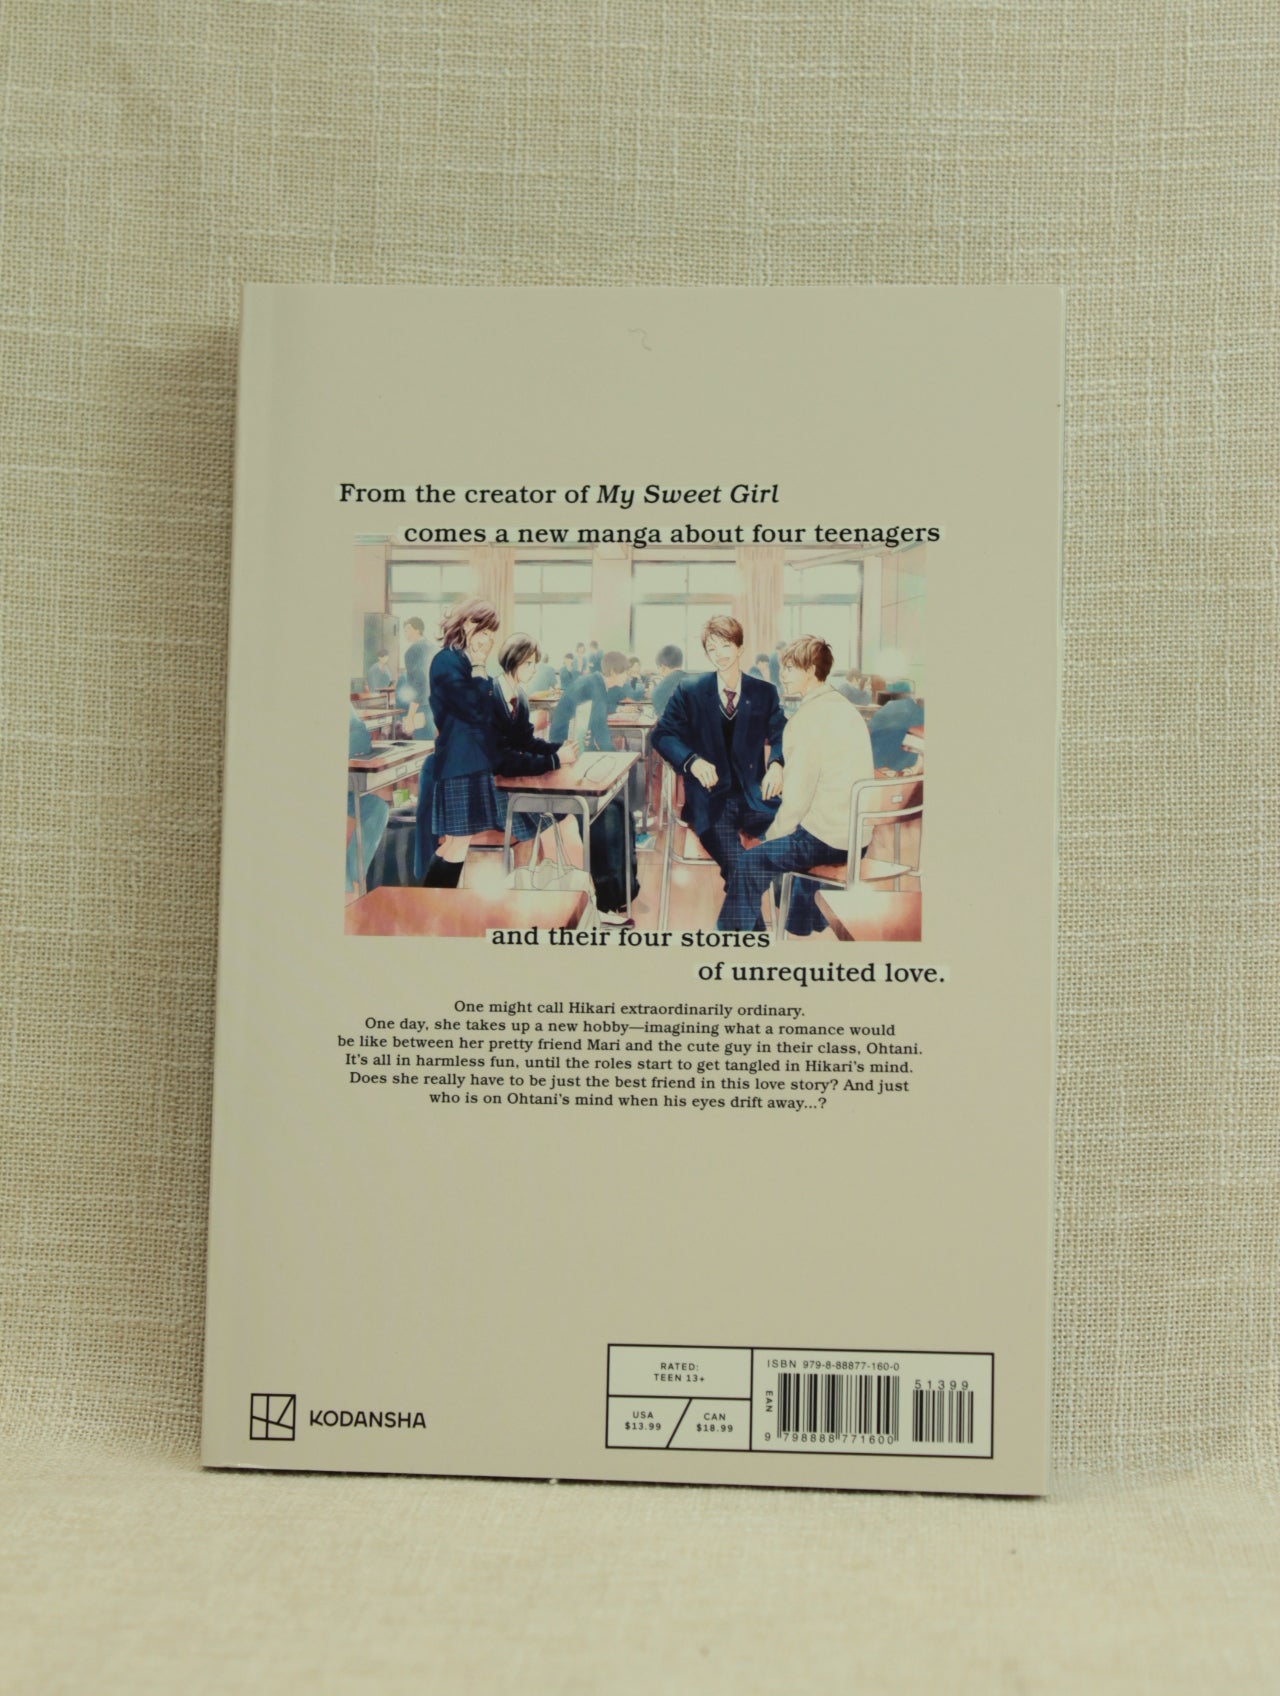 From the creator of My Sweet Girl
comes a new manga about four teenagers
and their four stories
of unrequited love.
One might call Hikari extraordinarily ordinary.
One day, she takes up a new hobby—imagining what a romance would
be like between her pretty friend Mari and the cute guy in their class, Ohtani.
It's all in harmless fun, until the roles start to get tangled in Hikari's mind.
Does she really have to be just the best friend in this love story? And just
who is on Ohtani's mind when his eyes drift away...?
KODANSHA
RATED:
TEEN 13+
USA
$13.99
CAN
$18.99
ISBN 979-8-88877-160-0
51399
EAN
9 798888 771600